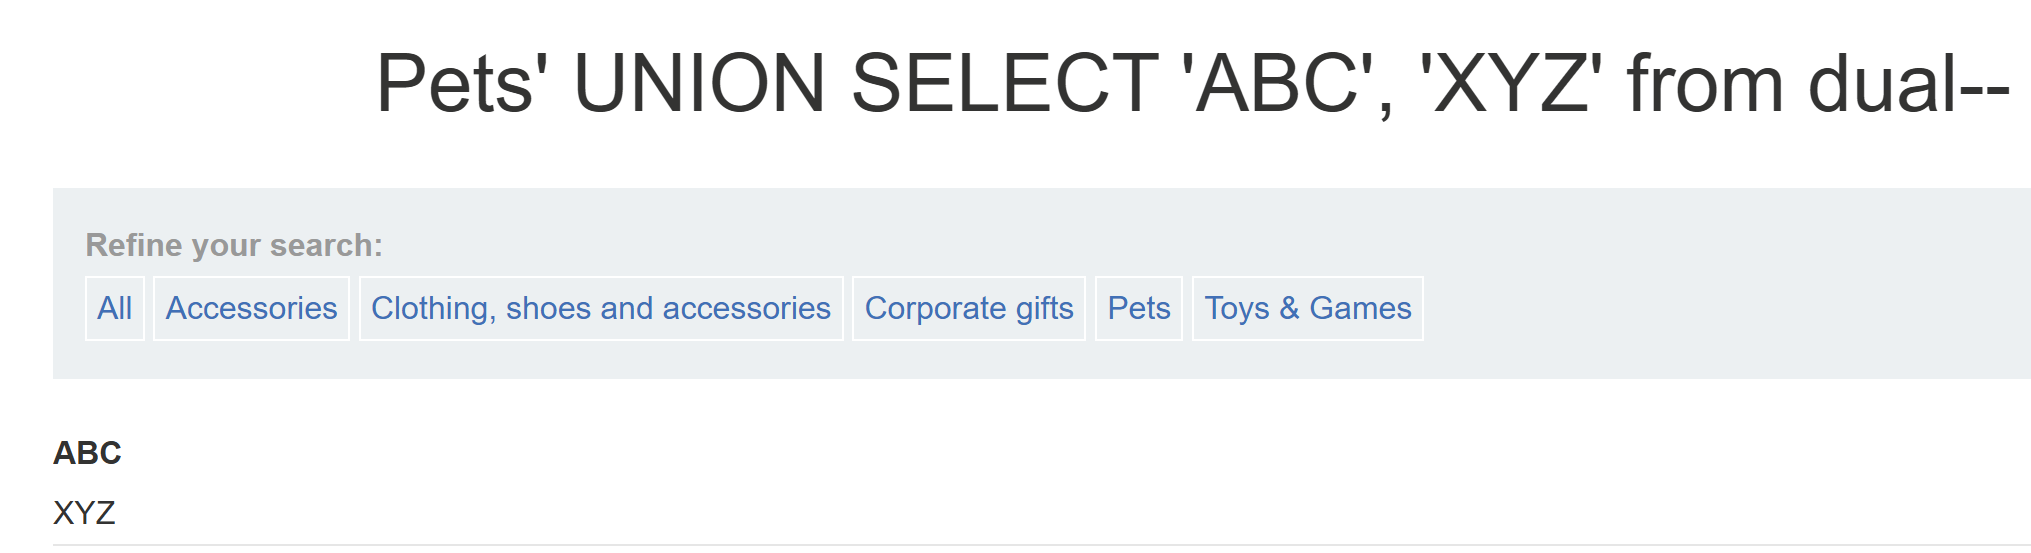 Pets' UNION SELECT 'ABC', 'XYZ' from dual--
Refine your search:
All Accessories Clothing, shoes and accessories Corporate gifts Pets Toys & Games
ABC
XYZ